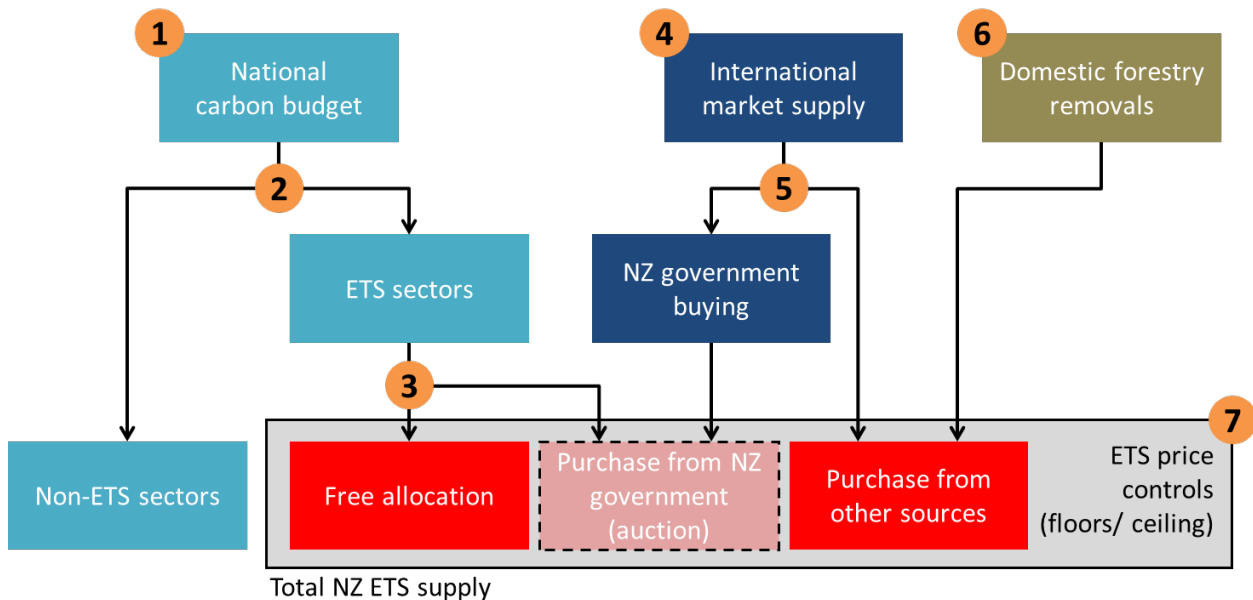 1
National
carbon budget
4
International
market supply
6
Domestic forestry
removals
2
5
ETS sectors
NZ government
buying
3
7
Non-ETS sectors
Free allocation
Purchase from NZ
government
(auction)
Purchase from
other sources
ETS price
controls
(floors/ ceiling)
Total NZ ETS supply